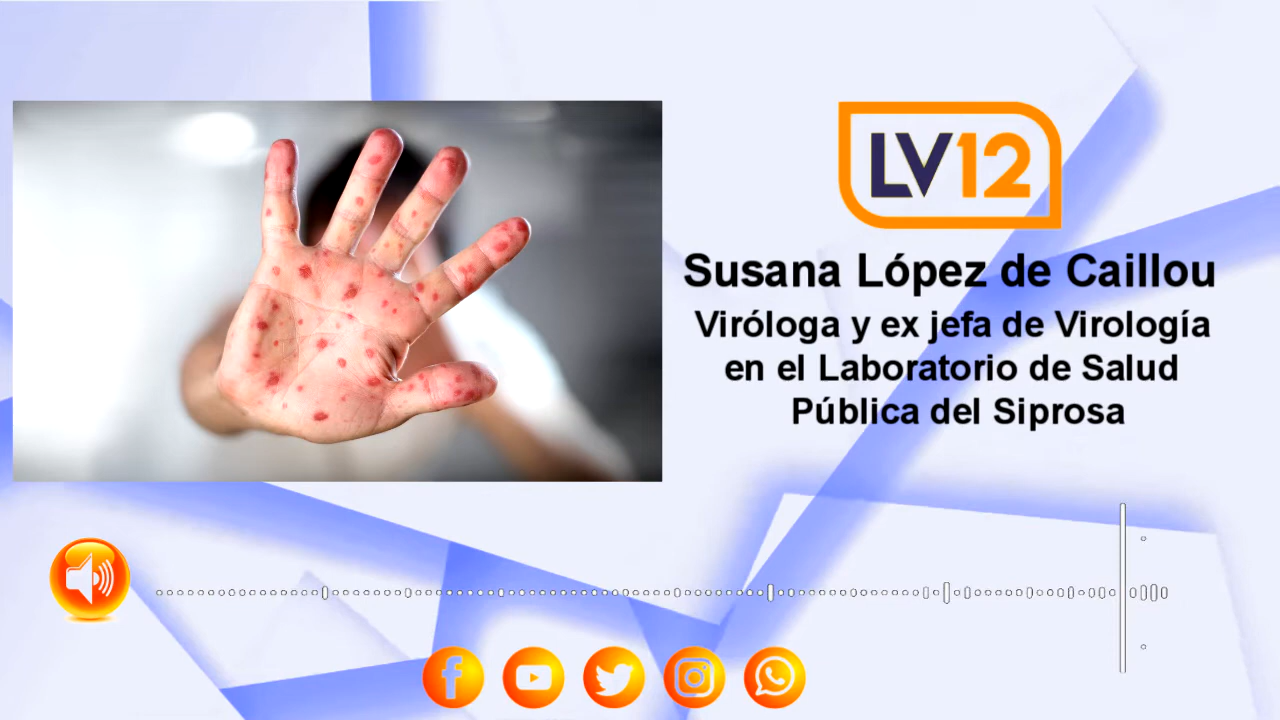 LV12
Susana López de Caillou
Viróloga y ex jefa de Virología
en el Laboratorio de Salud
Pública del Siprosa